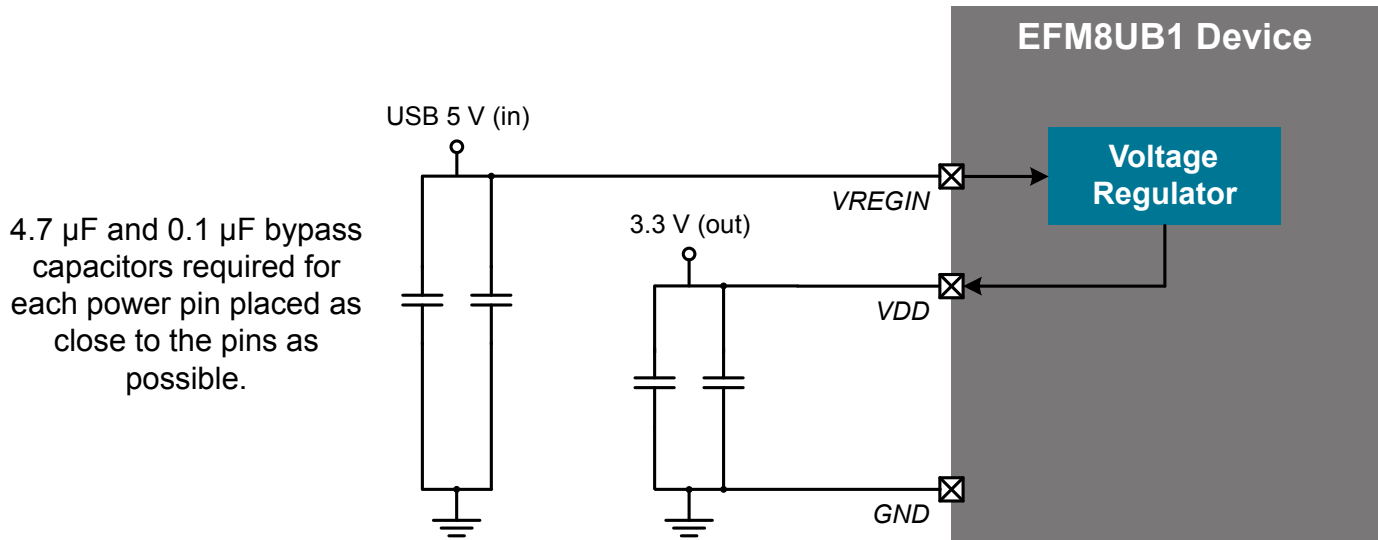 EFM8UB1 Device
USB 5 V (in)
Voltage
Regulator
VREGIN
4.7 µF and 0.1 µF bypass
capacitors required for
each power pin placed as
close to the pins as
possible.
3.3 V (out)
VDD
GND